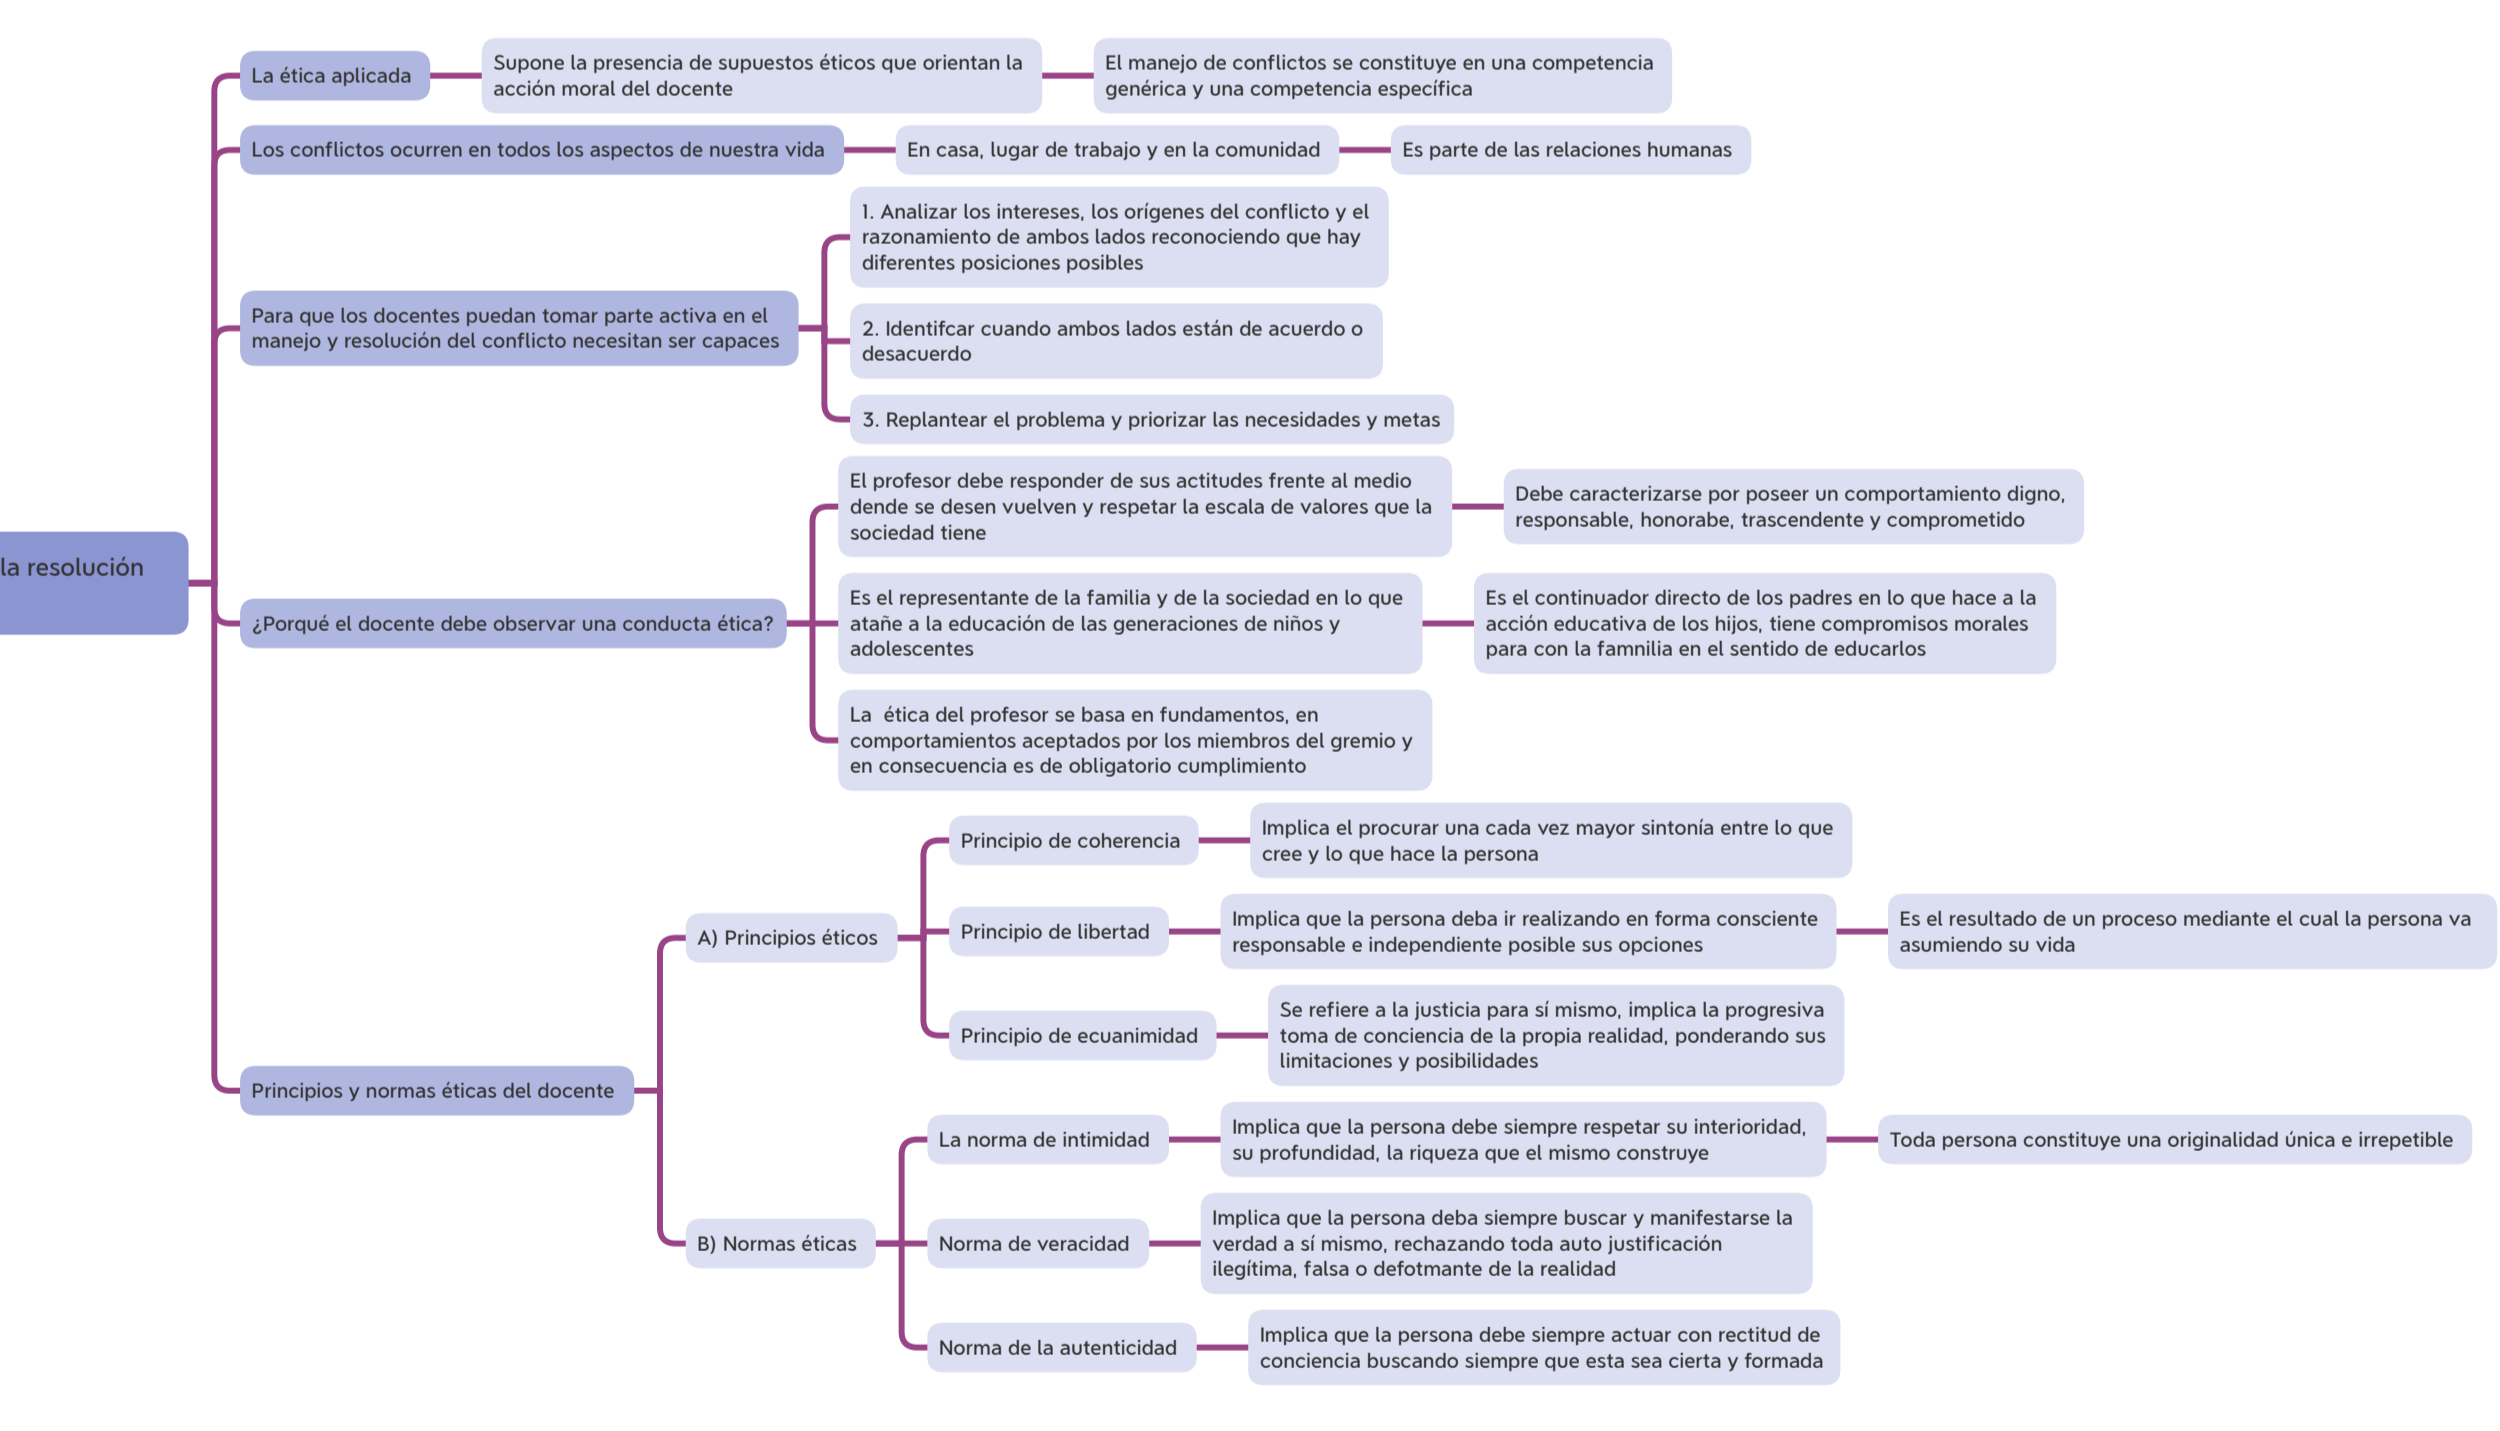 La ética aplicada
Supone la presencia de supuestos éticos que orientan la
acción moral del docente
El manejo de conflictos se constituye en una competencia
genérica y una competencia específica
Los conflictos ocurren en todos los aspectos de nuestra vida
En casa, lugar de trabajo y en la comunidad
Es parte de las relaciones humanas
Para que los docentes puedan tomar parte activa en el
manejo y resolución del conflicto necesitan ser capaces
1. Analizar los intereses, los orígenes del conflicto y el
razonamiento de ambos lados reconociendo que hay
diferentes posiciones posibles
2. Identifcar cuando ambos lados están de acuerdo o
desacuerdo
3. Replantear el problema y priorizar las necesidades y metas
la resolución
¿Porqué el docente debe observar una conducta ética?
El profesor debe responder de sus actitudes frente al medio
dende se desen vuelven y respetar la escala de valores que la
sociedad tiene
Debe caracterizarse por poseer un comportamiento digno,
responsable, honorabe, trascendente y comprometido
Es el representante de la familia y de la sociedad en lo que
atañe a la educación de las generaciones de niños y
adolescentes
Es el continuador directo de los padres en lo que hace a la
acción educativa de los hijos, tiene compromisos morales
para con la famnilia en el sentido de educarlos
La  ética del profesor se basa en fundamentos, en
comportamientos aceptados por los miembros del gremio y
en consecuencia es de obligatorio cumplimiento
Principios y normas éticas del docente
A) Principios éticos
Principio de coherencia
Implica el procurar una cada vez mayor sintonía entre lo que
cree y lo que hace la persona
Principio de libertad
Implica que la persona deba ir realizando en forma consciente
responsable e independiente posible sus opciones
Es el resultado de un proceso mediante el cual la persona va
asumiendo su vida
Principio de ecuanimidad
Se refiere a la justicia para sí mismo, implica la progresiva
toma de conciencia de la propia realidad, ponderando sus
limitaciones y posibilidades
B) Normas éticas
La norma de intimidad
Implica que la persona debe siempre respetar su interioridad,
su profundidad, la riqueza que el mismo construye
Toda persona constituye una originalidad única e irrepetible
Norma de veracidad
Implica que la persona deba siempre buscar y manifestarse la
verdad a sí mismo, rechazando toda auto justificación
ilegítima, falsa o defotmante de la realidad
Norma de la autenticidad
Implica que la persona debe siempre actuar con rectitud de
conciencia buscando siempre que esta sea cierta y formada